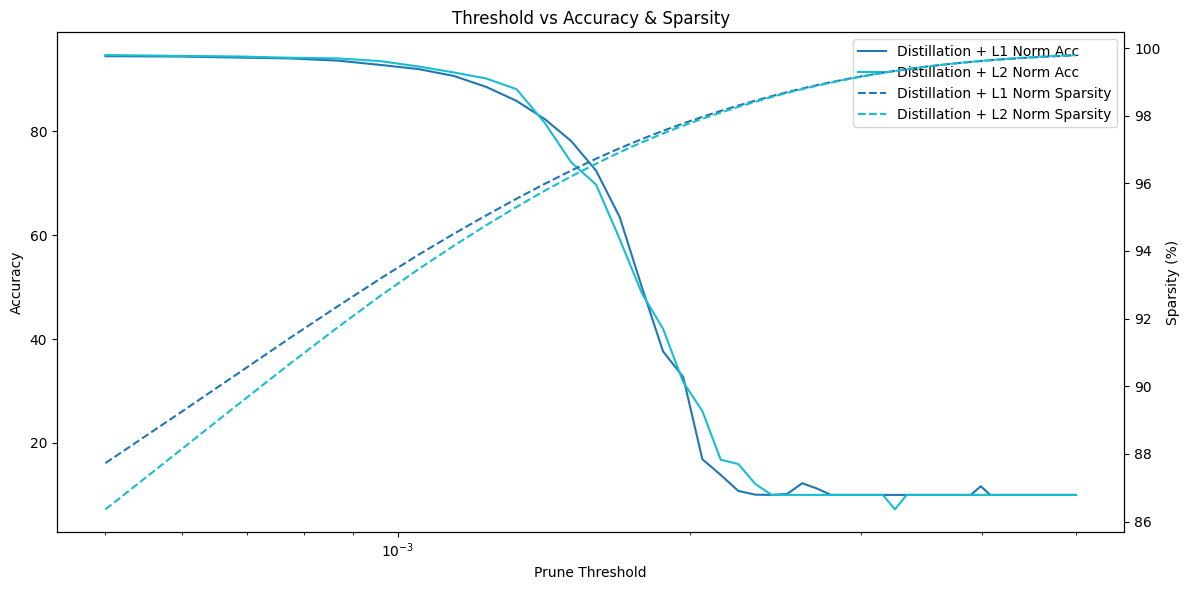 Threshold vs Accuracy & Sparsity
Distillation + L1 Norm Acc
Distillation + L2 Norm Acc
Distillation + L1 Norm Sparsity
Distillation + L2 Norm Sparsity
Accuracy
80
60
40
20
100
98
96
94
92
90
88
86
Sparsity (%)
10⁻³
Prune Threshold